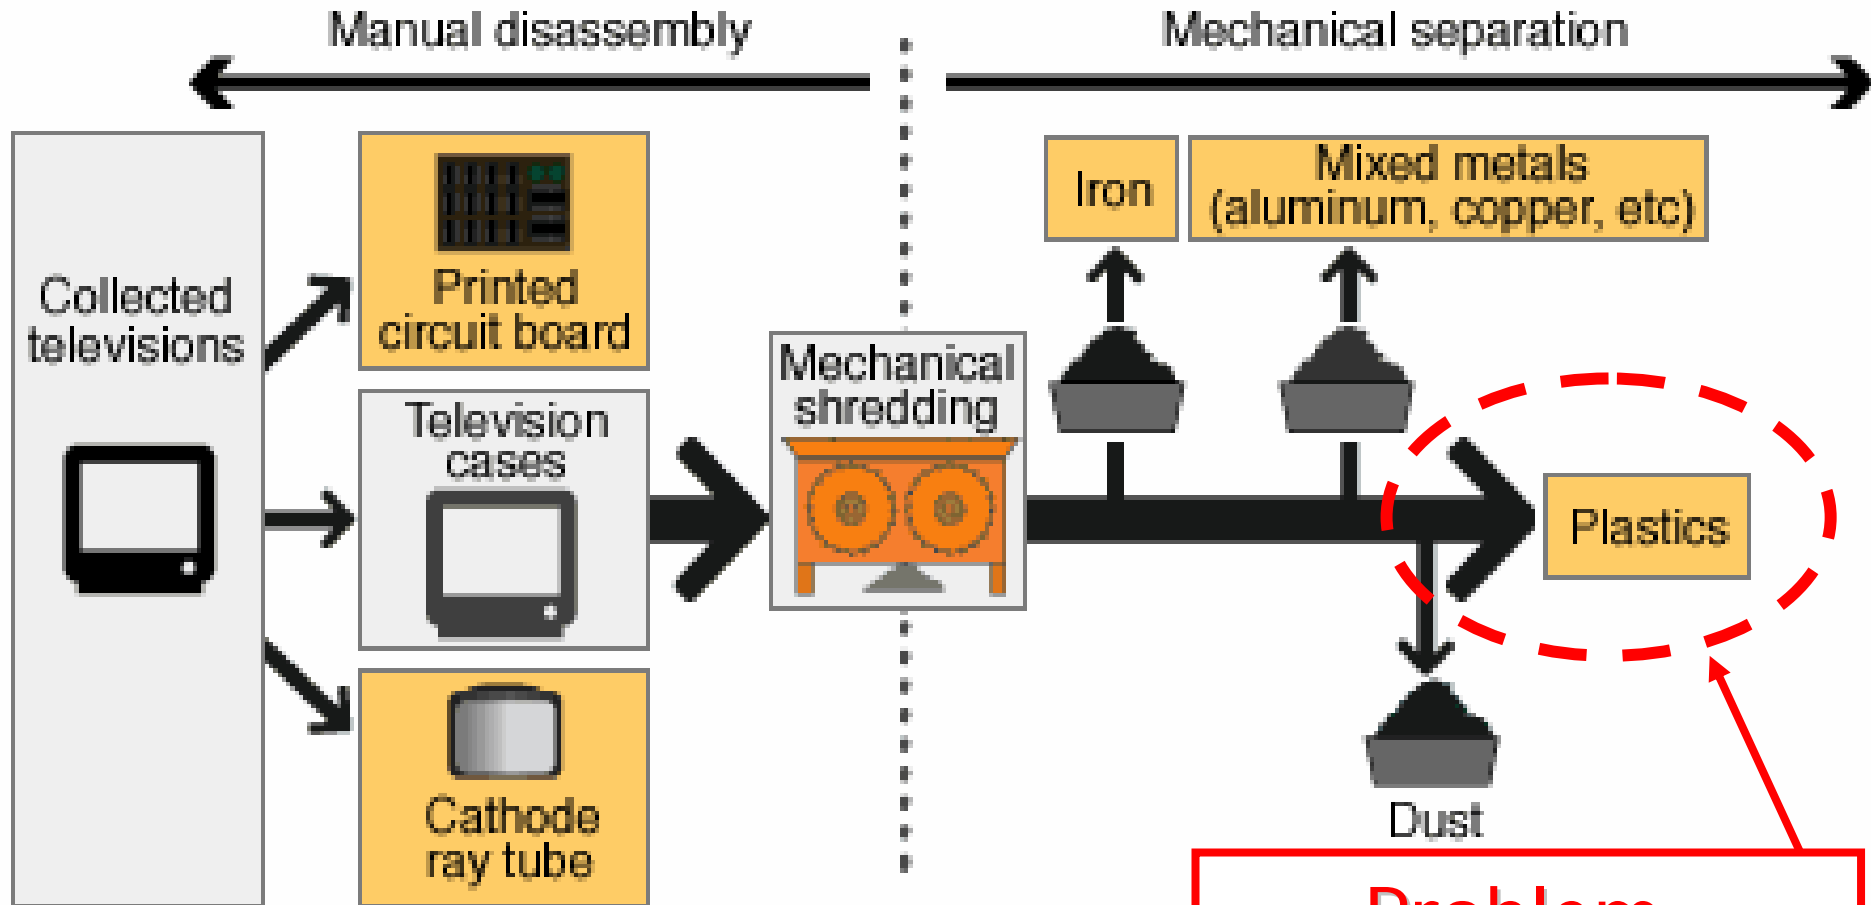 Manual disassembly
Mechanical separation
Collected
televisions
Printed
circuit board
Television
cases
Cathode
ray tube
Mechanical
shredding
Iron
Mixed metals
(aluminum, copper, etc)
Plastics
Dust
Problem